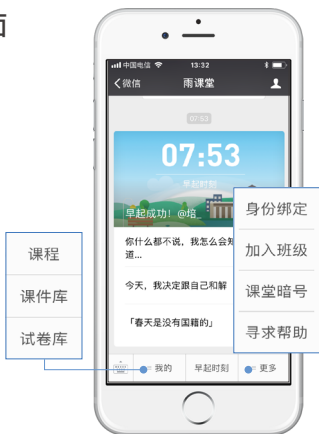 面
中国电信
13:32
微信
雨课堂
07:53
07:53
早起时刻
早起成功！@培_
你什么都不说，我怎么会知
道...
今天，我决定跟自己和解
「春天是没有国籍的」
课程
课件库
试卷库
身份绑定
加入班级
课堂暗号
寻求帮助
我的
早起时刻
更多